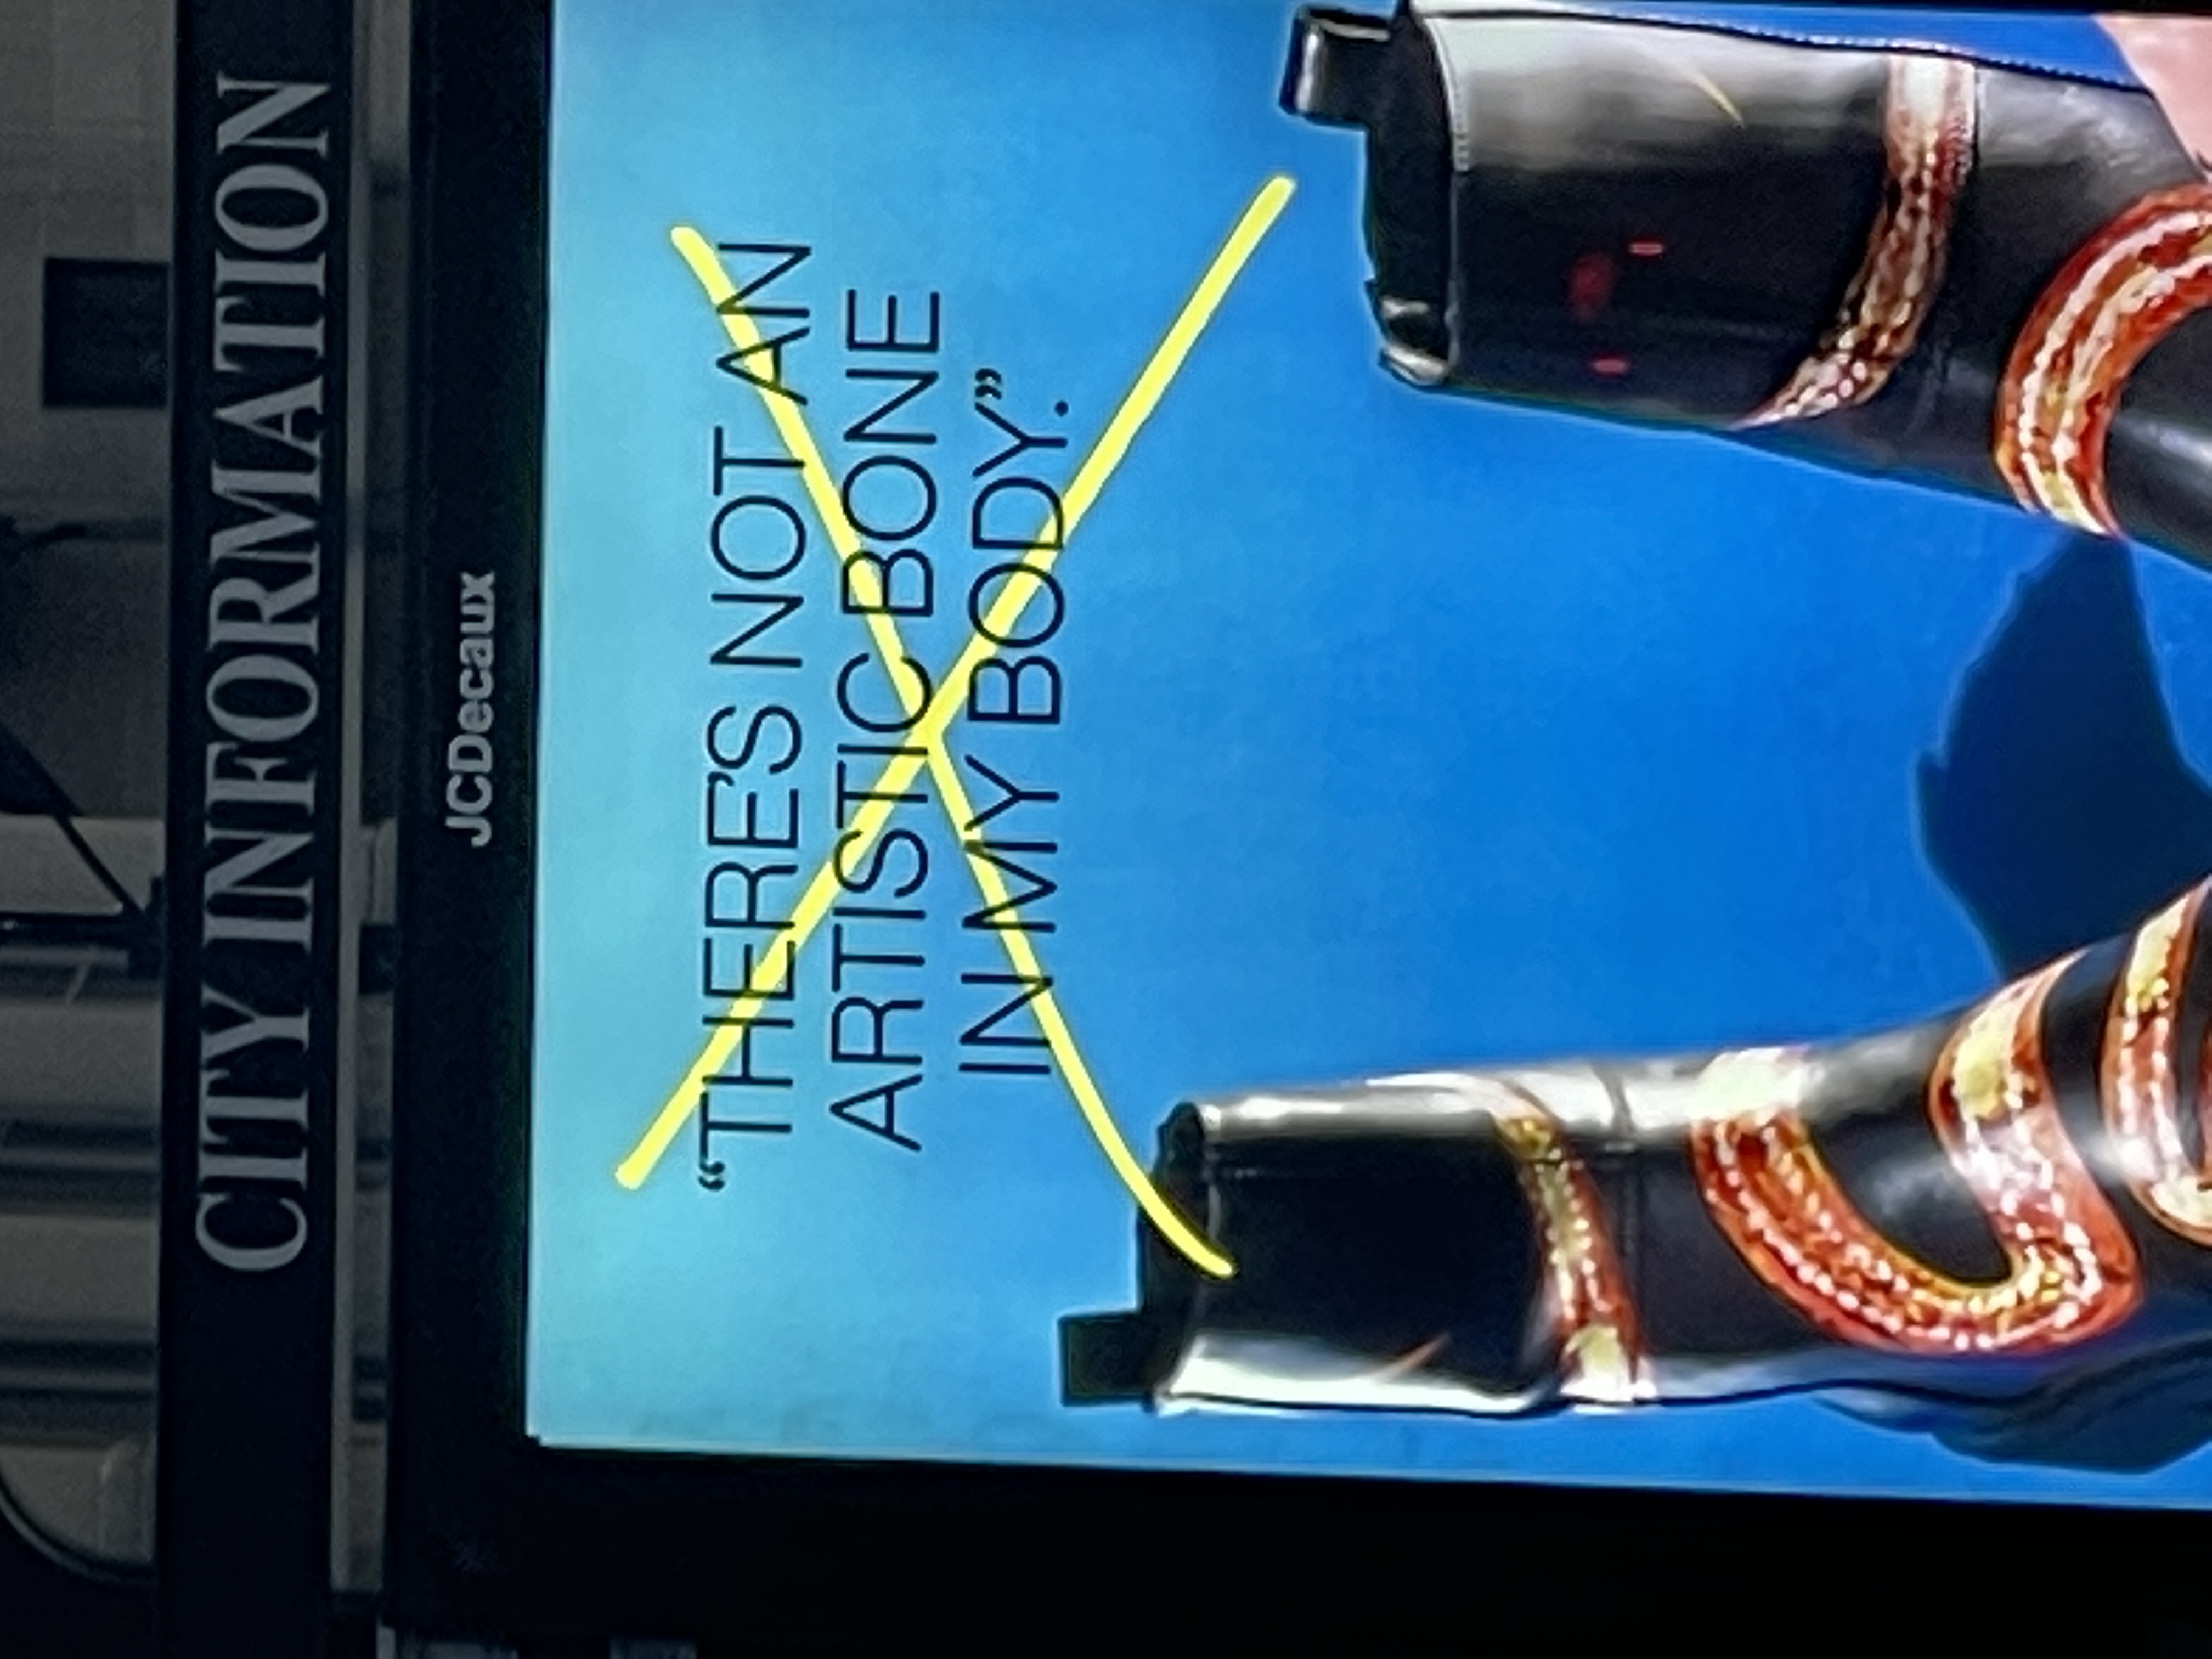 CITY INFORMATION
JCDecaux
“THERE’S NOT AN
ARTISTIC BONE
IN MY BODY.”